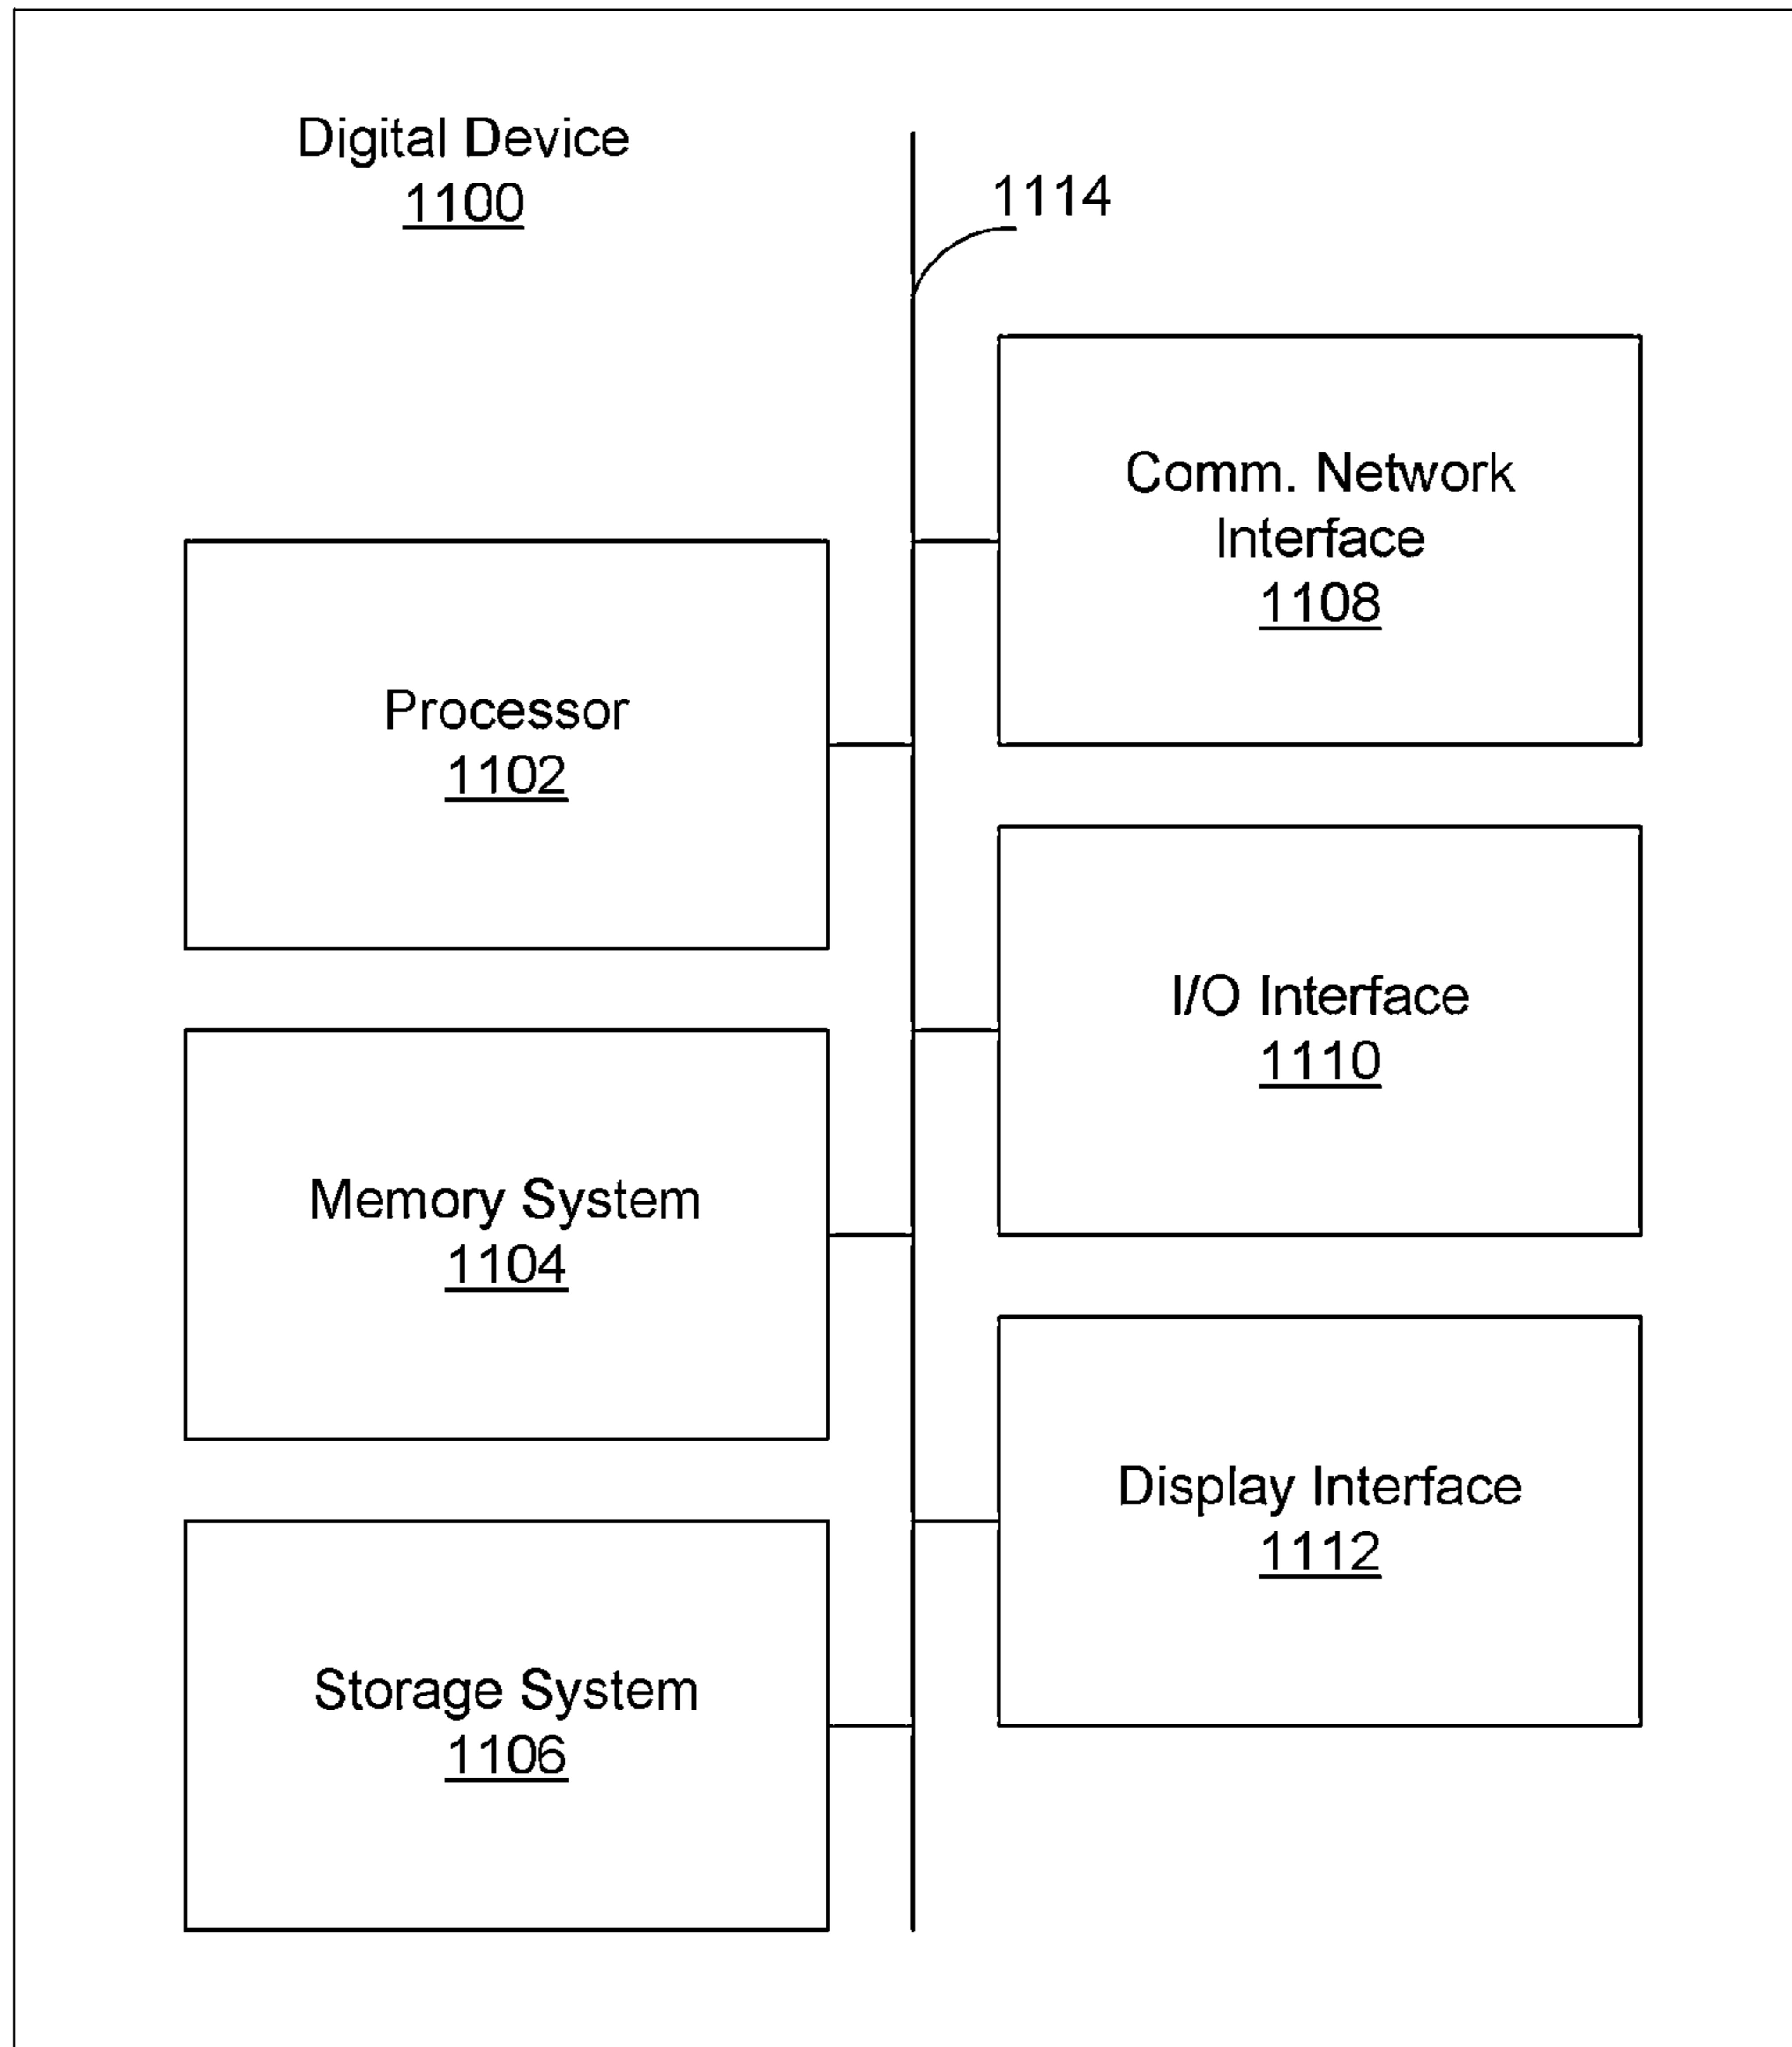 Digital Device
1100
1114
Comm. Network
Interface
1108
Processor
1102
I/O Interface
1110
Memory System
1104
Display Interface
1112
Storage System
1106